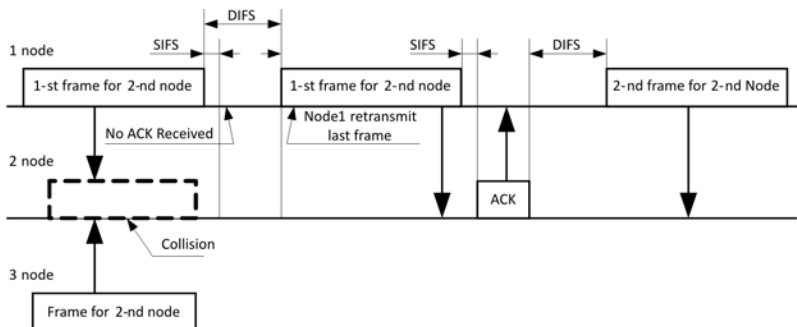 DIFS
SIFS
SIFS
DIFS
1 node
1-st frame for 2-nd node
1-st frame for 2-nd node
2-nd frame for 2-nd Node
No ACK Received
Node1 retransmit
last frame
2 node
ACK
Collision
3 node
Frame for 2-nd node